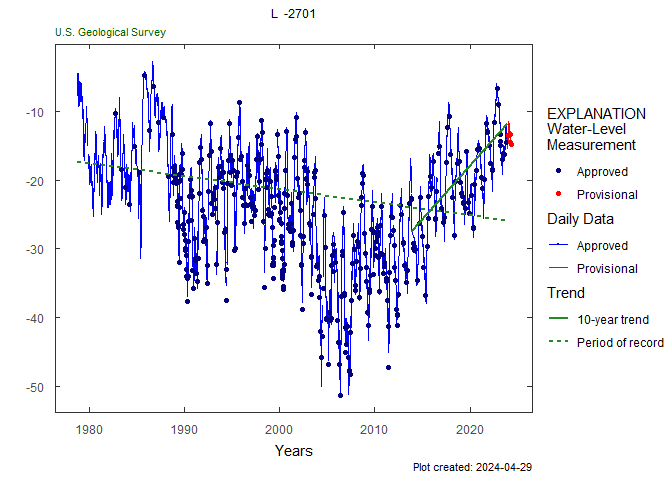 L -2701
U.S. Geological Survey
-10
-20
-30
-40
-50
1980
1990
2000
2010
2020
Years
EXPLANATION
Water-Level
Measurement
Approved
Provisional
Daily Data
Approved
Provisional
Trend
10-year trend
Period of record
Plot created: 2024-04-29